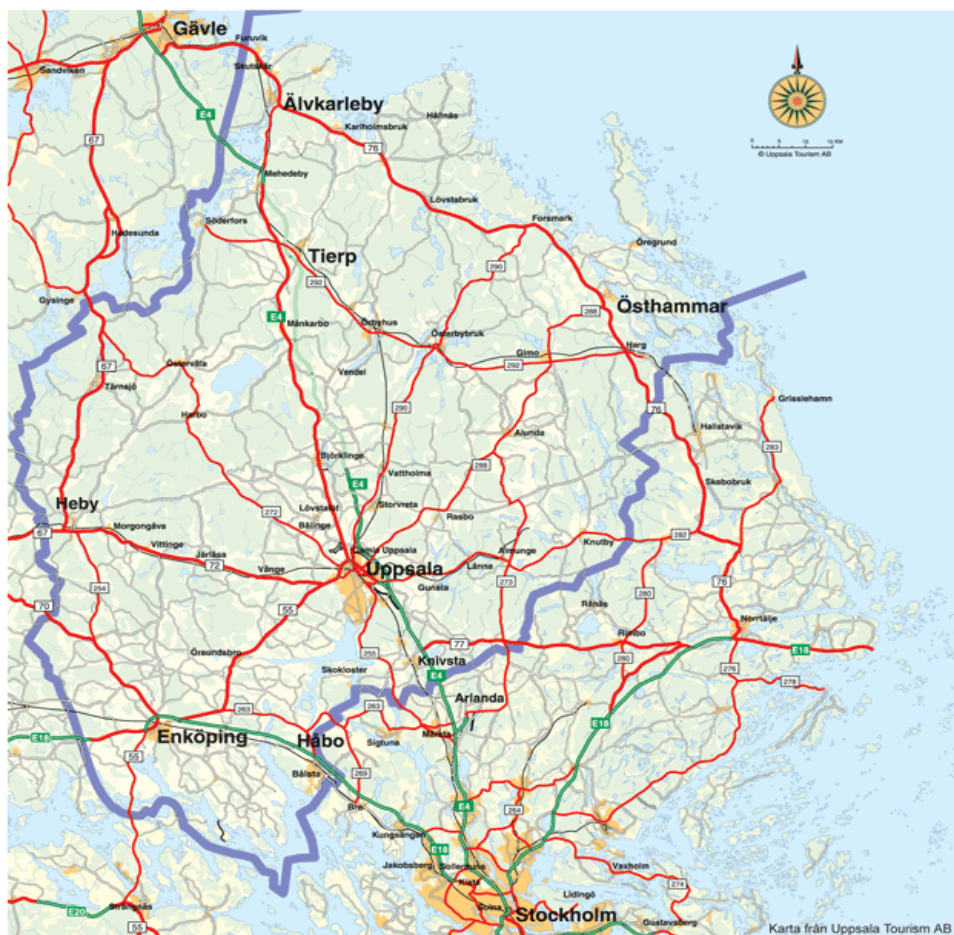 Gävle
Furuvik
Skutskär
Sandviken
E4
Älvkarleby
Hållnäs
Karlholmsbruk
76
67
© Uppsala Tourism AB
Mehedeby
Lövstabruk
Söderfors
Forsmark
Hedesunda
Öregrund
Tierp
290
292
Gysinge
Östhammar
288
E4
Månkarbo
Örbyhus
Österbybruk
Harg
Gimo
292
Östervåla
67
Vendel
Tärnsjö
Grisslehamn
290
76
Harbo
Hallstavik
Alunda
283
Björklinge
288
Vattholma
E4
Skebobruk
Heby
Lövstalöt
Storvreta
272
Rasbo
Bälinge
Morgongåva
67
282
Vittinge
Knutby
Gamla Uppsala
Järlåsa
Almunge
72
Vänge
Uppsala
Länna
273
76
254
Gunsta
280
70
55
Rånäs
Norrtälje
Rimbo
77
E18
Örsundsbro
255
Knivsta
280
276
Skokloster
E4
278
Arlanda
263
263
E18
Enköping
Håbo
Sigtuna
Märsta
E18
55
Bålsta
269
Bro
E4
264
Kungsängen
E18
Jakobsberg
Sollentuna
Vaxholm
Kista
274
Lidingö
Strängnäs
E20
Solna
Stockholm
Gustavsberg
55
Karta från Uppsala Tourism AB